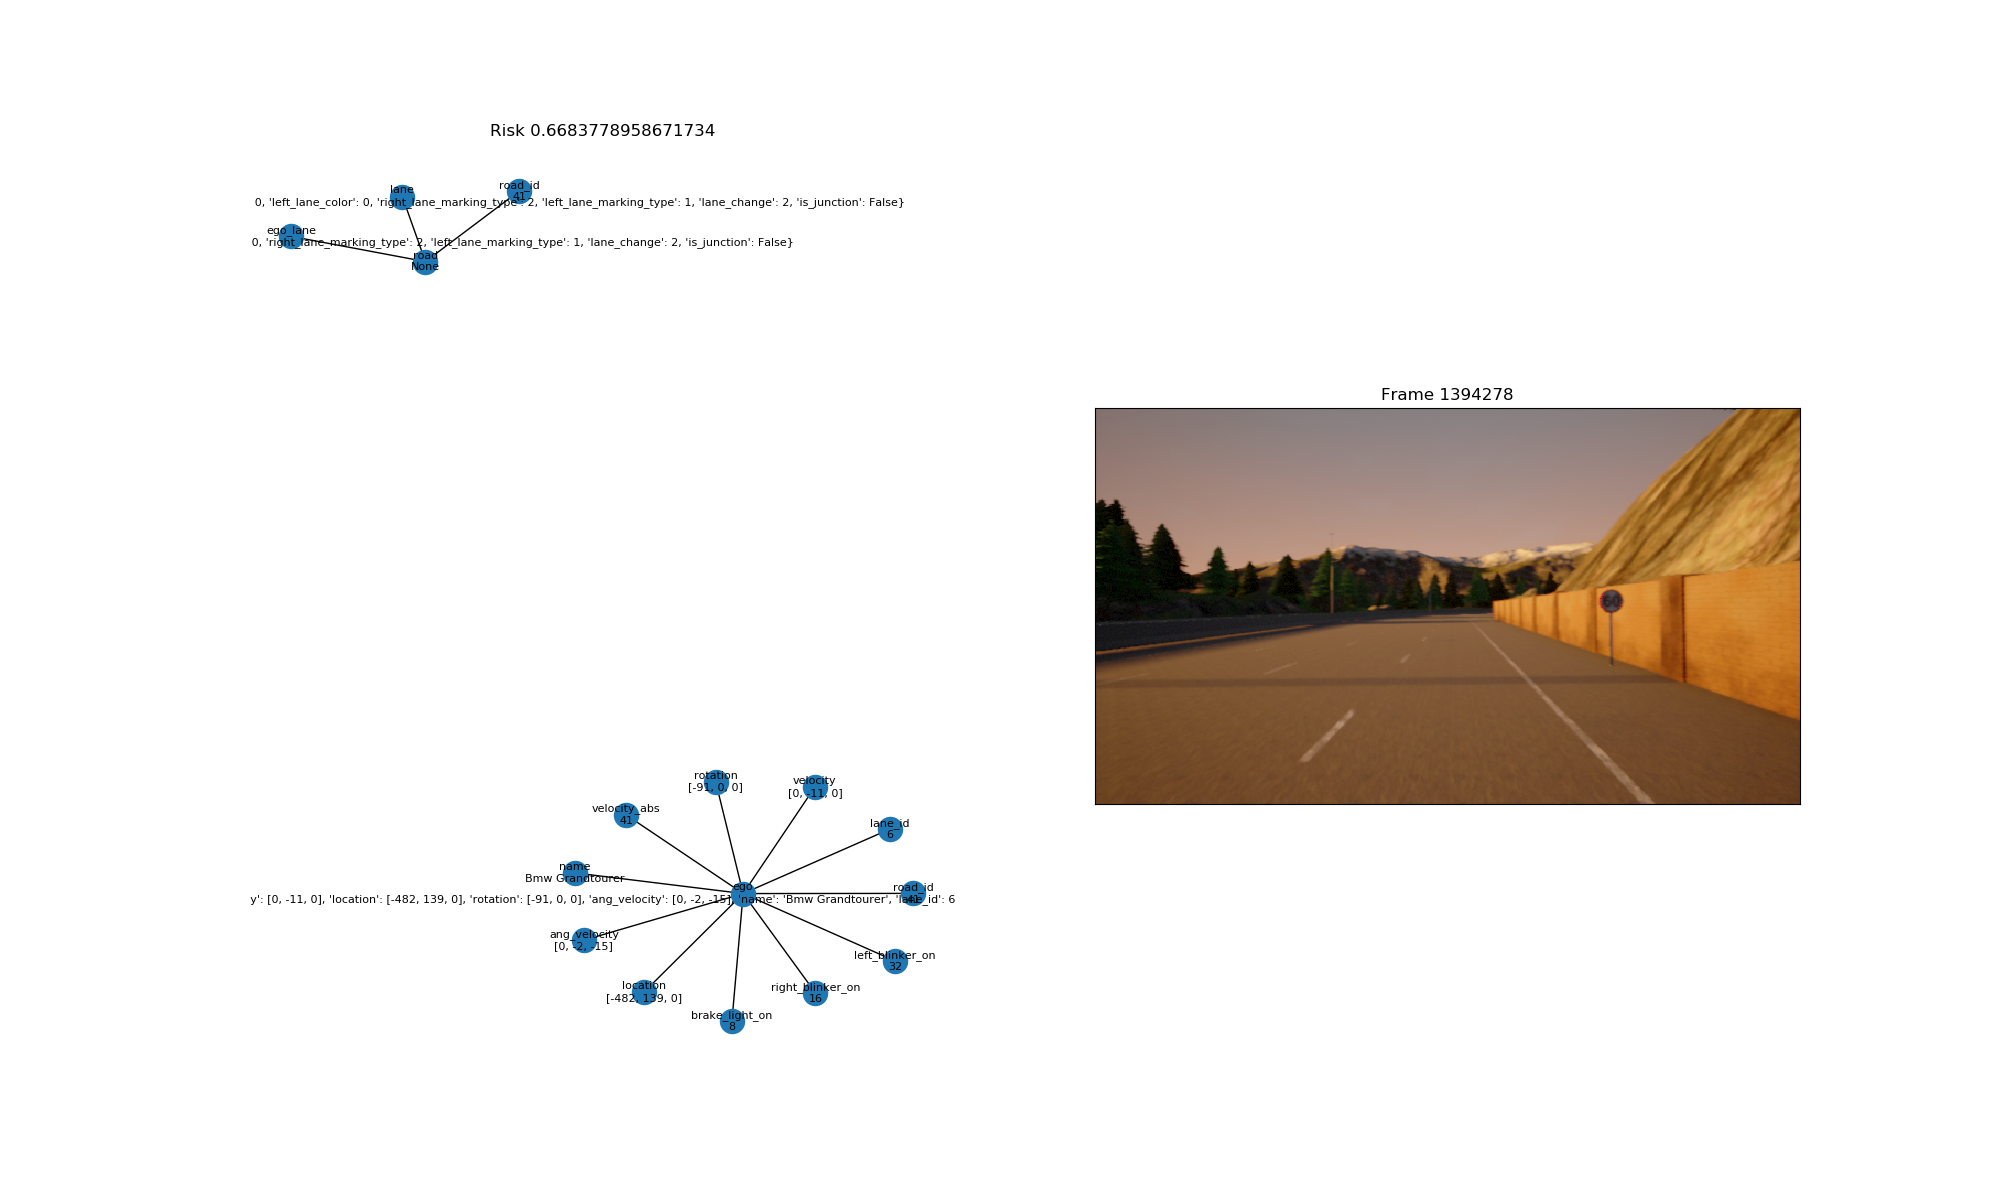 Risk 0.6683778958671734
lane
road_id
41
0, 'left_lane_color': 0, 'right_lane_marking_type': 2, 'left_lane_marking_type': 1, 'lane_change': 2, 'is_junction': False}
ego_lane
0, 'right_lane_marking_type': 2, 'left_lane_marking_type': 1, 'lane_change': 2, 'is_junction': False}
road
None
Frame 1394278
60
rotation
[-91, 0, 0]
velocity
[0, -11, 0]
velocity_abs
41
lane_id
6
name
Bmw Grandtourer
ego
road_id
41
y': [0, -11, 0], 'location': [-482, 139, 0], 'rotation': [-91, 0, 0], 'ang_velocity': [0, -2, -15], 'name': 'Bmw Grandtourer', 'lane_id': 6
ang_velocity
[0, -2, -15]
left_blinker_on
32
location
[-482, 139, 0]
right_blinker_on
16
brake_light_on
8